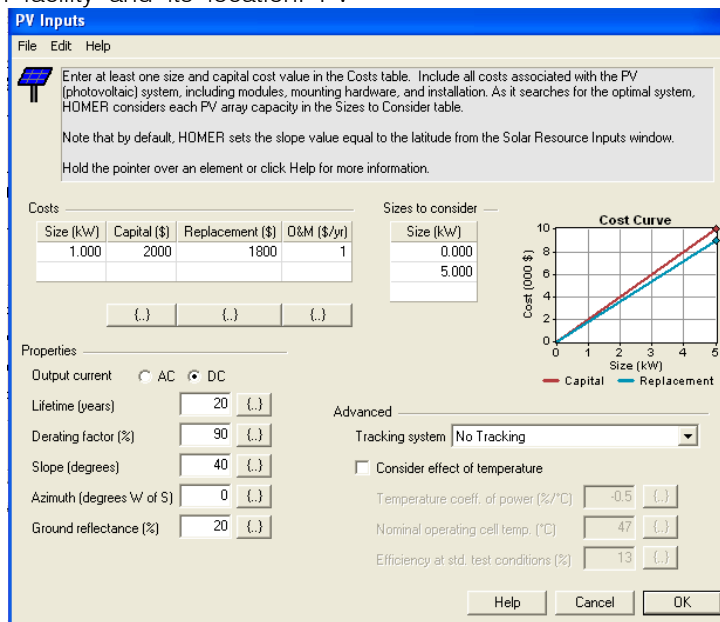 Facility and its location. PV
PV Inputs
File Edit Help
Enter at least one size and capital cost value in the Costs table. Include all costs associated with the PV
(photovoltaic) system, including modules, mounting hardware, and installation. As it searches for the optimal system,
HOMER considers each PV array capacity in the Sizes to Consider table.
Note that by default, HOMER sets the slope value equal to the latitude from the Solar Resource Inputs window.
Hold the pointer over an element or click Help for more information.
Costs
Size (kW) Capital ($) Replacement ($) O&M ($/yr)
1.000 2000 1800 1
{..} {..} {..}
Sizes to consider
Size (kW)
0.000
5.000
Cost Curve
Cost (000 $)
10
8
6
4
2
0
0 1 2 3 4 5
Size (kW)
Capital Replacement
Properties
Output current AC DC
Lifetime (years) 20 {..}
Derating factor (%) 90 {..}
Slope (degrees) 40 {..}
Azimuth (degrees W of S) 0 {..}
Ground reflectance (%) 20 {..}
Advanced
Tracking system No Tracking
Consider effect of temperature
Temperature coeff. of power (%/°C) -0.5 {..}
Nominal operating cell temp. (°C) 47 {..}
Efficiency at std. test conditions (%) 13 {..}
Help Cancel OK